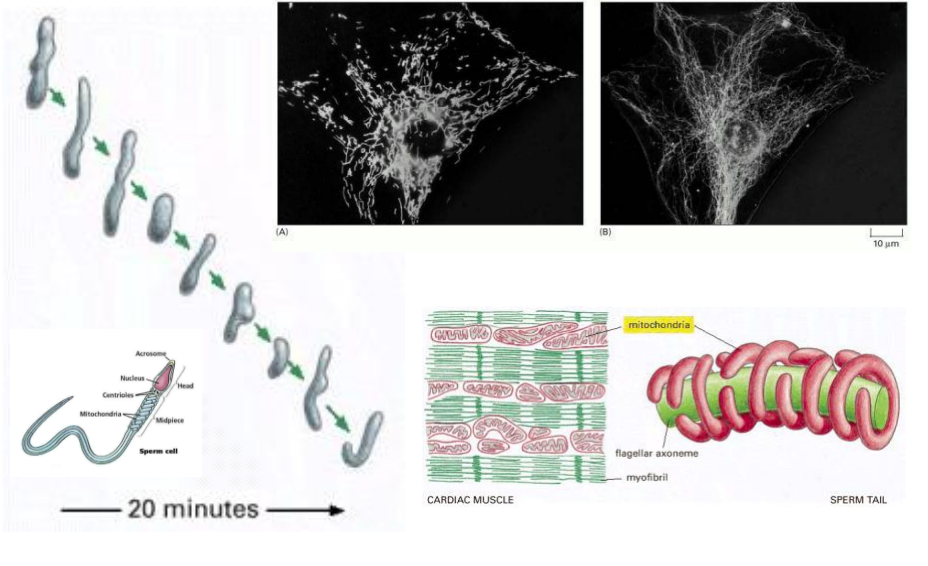 (A)
(B)
10 μm
Acrosome
Nucleus
Head
Centrioles
Mitochondria
Midpiece
Sperm cell
20 minutes
mitochondria
flagellar axoneme
myofibril
CARDIAC MUSCLE
SPERM TAIL